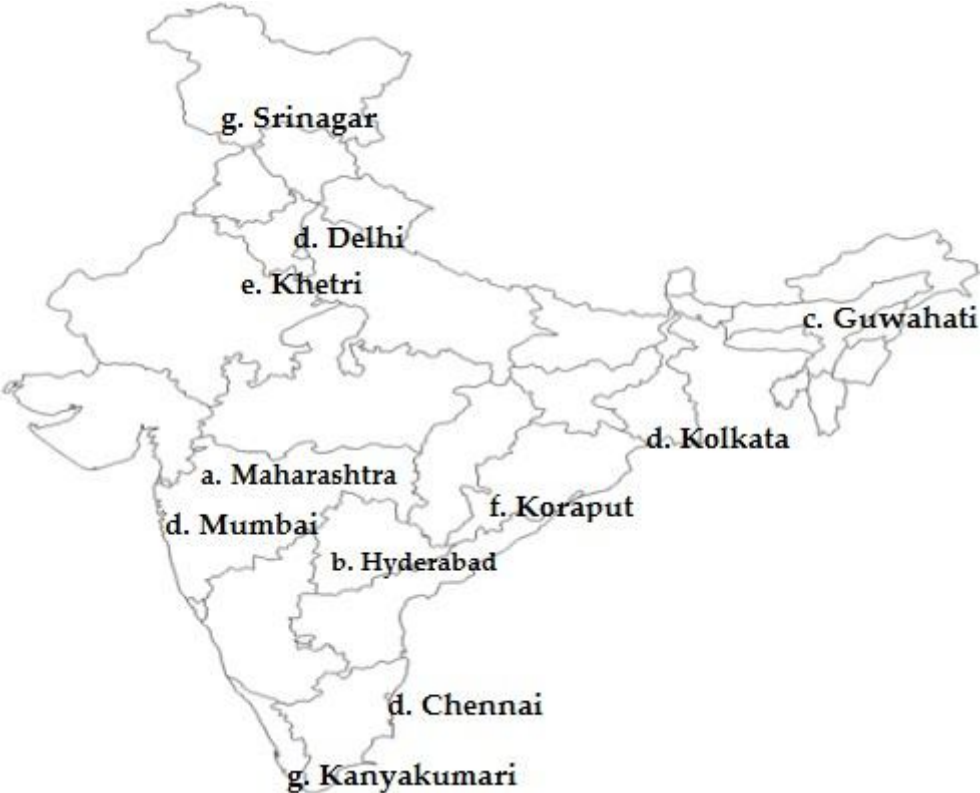 g. Srinagar
d. Delhi
e. Khetri
c. Guwahati
d. Kolkata
a. Maharashtra
f. Koraput
d. Mumbai
b. Hyderabad
d. Chennai
g. Kanyakumari